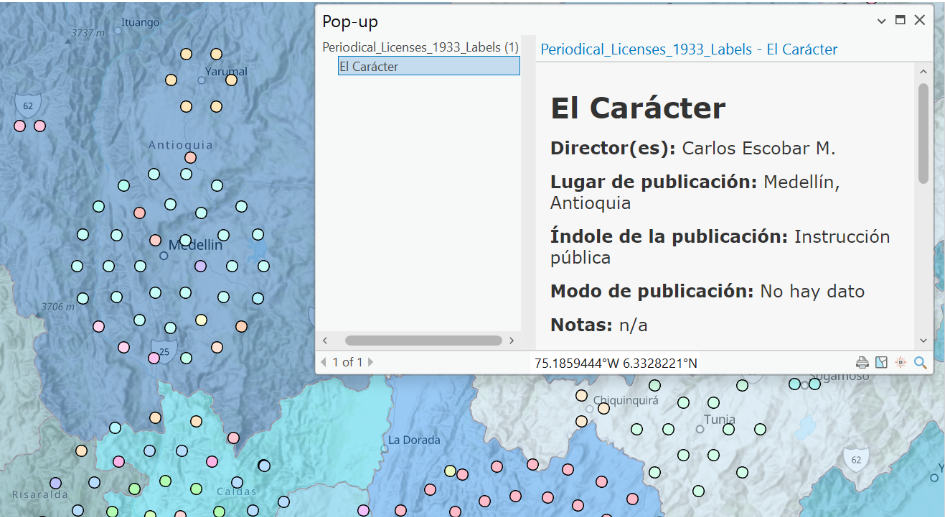 Ituango
3737 m
Yarumal
62
Antioquia
Medellin
3706 m
25
Pop-up
Periodical_Licenses_1933_Labels (1)
El Carácter
Periodical_Licenses_1933_Labels - El Carácter
El Carácter
Director(es): Carlos Escobar M.
Lugar de publicación: Medellín,
Antioquia
Índole de la publicación: Instrucción
pública
Modo de publicación: No hay dato
Notas: n/a
1 of 1
75.1859444°W 6.3328221°N
Sogamoso
Chiquinquirá
Tunja
La Dorada
62
Y
Risaralda
Caldas